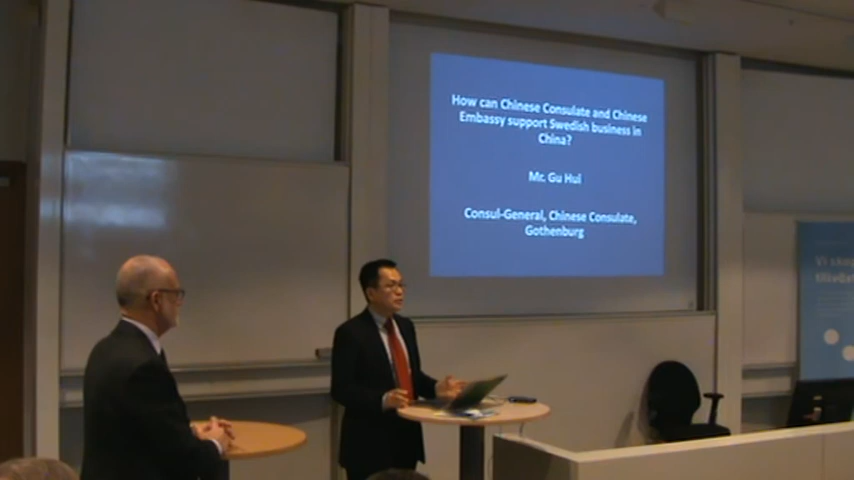 How can Chinese Consulate and Chinese
Embassy support Swedish business in
China?
Mr. Gu Hui
Consul-General, Chinese Consulate,
Gothenburg
Vi